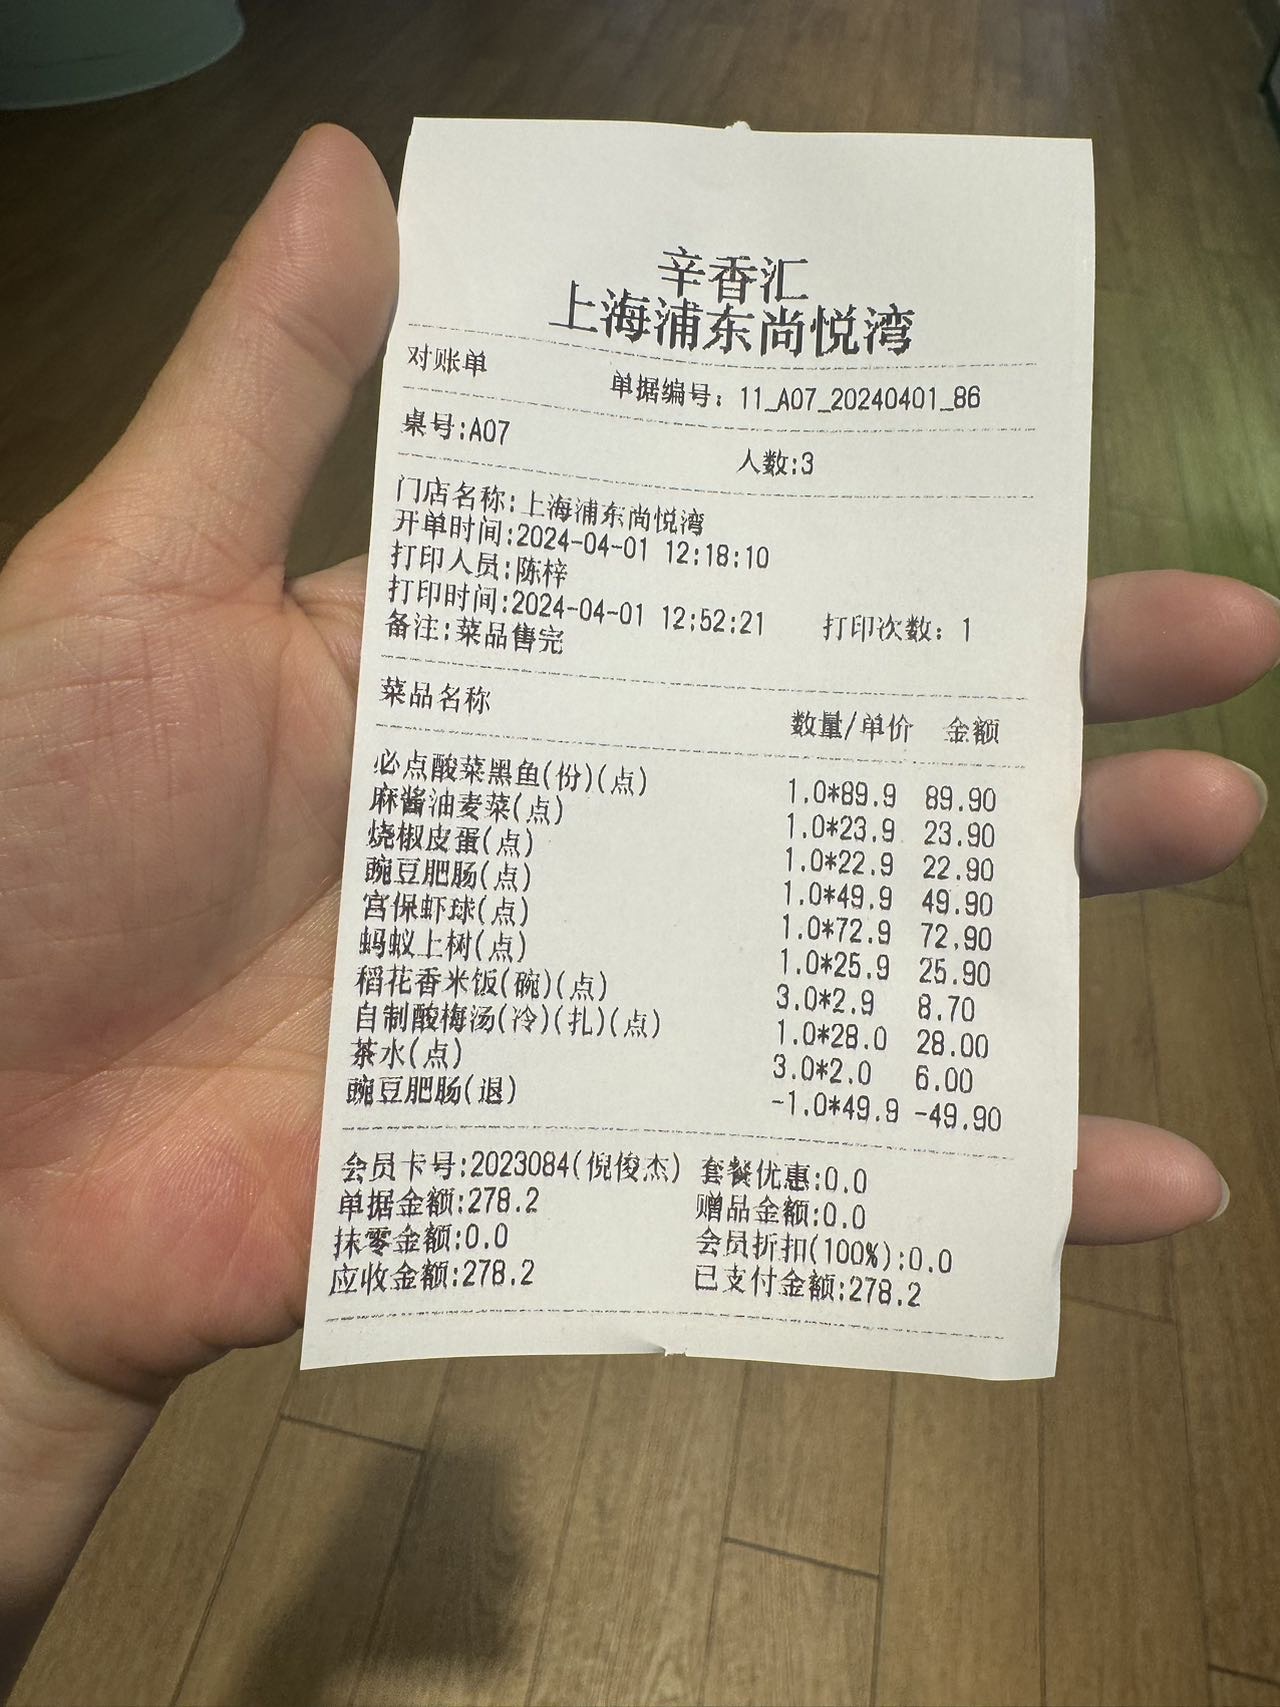 辛香汇
上海浦东尚悦湾
对账单 单据编号：11_A07_20240401_86
桌号:A07 人数:3
门店名称:上海浦东尚悦湾
开单时间:2024-04-01 12:18:10
打印人员:陈梓
打印时间:2024-04-01 12:52:21 打印次数：1
备注:菜品售完
菜品名称 数量/单价 金额
必点酸菜黑鱼(份)(点) 1.0*89.9 89.90
麻酱油麦菜(点) 1.0*23.9 23.90
烧椒皮蛋(点) 1.0*22.9 22.90
豌豆肥肠(点) 1.0*49.9 49.90
宫保虾球(点) 1.0*72.9 72.90
蚂蚁上树(点) 1.0*25.9 25.90
稻花香米饭(碗)(点) 3.0*2.9 8.70
自制酸梅汤(冷)(扎)(点) 1.0*28.0 28.00
茶水(点) 3.0*2.0 6.00
豌豆肥肠(退) -1.0*49.9 -49.90
会员卡号:2023084(倪俊杰) 套餐优惠:0.0
单据金额:278.2 赠品金额:0.0
抹零金额:0.0 会员折扣(100%):0.0
应收金额:278.2 已支付金额:278.2